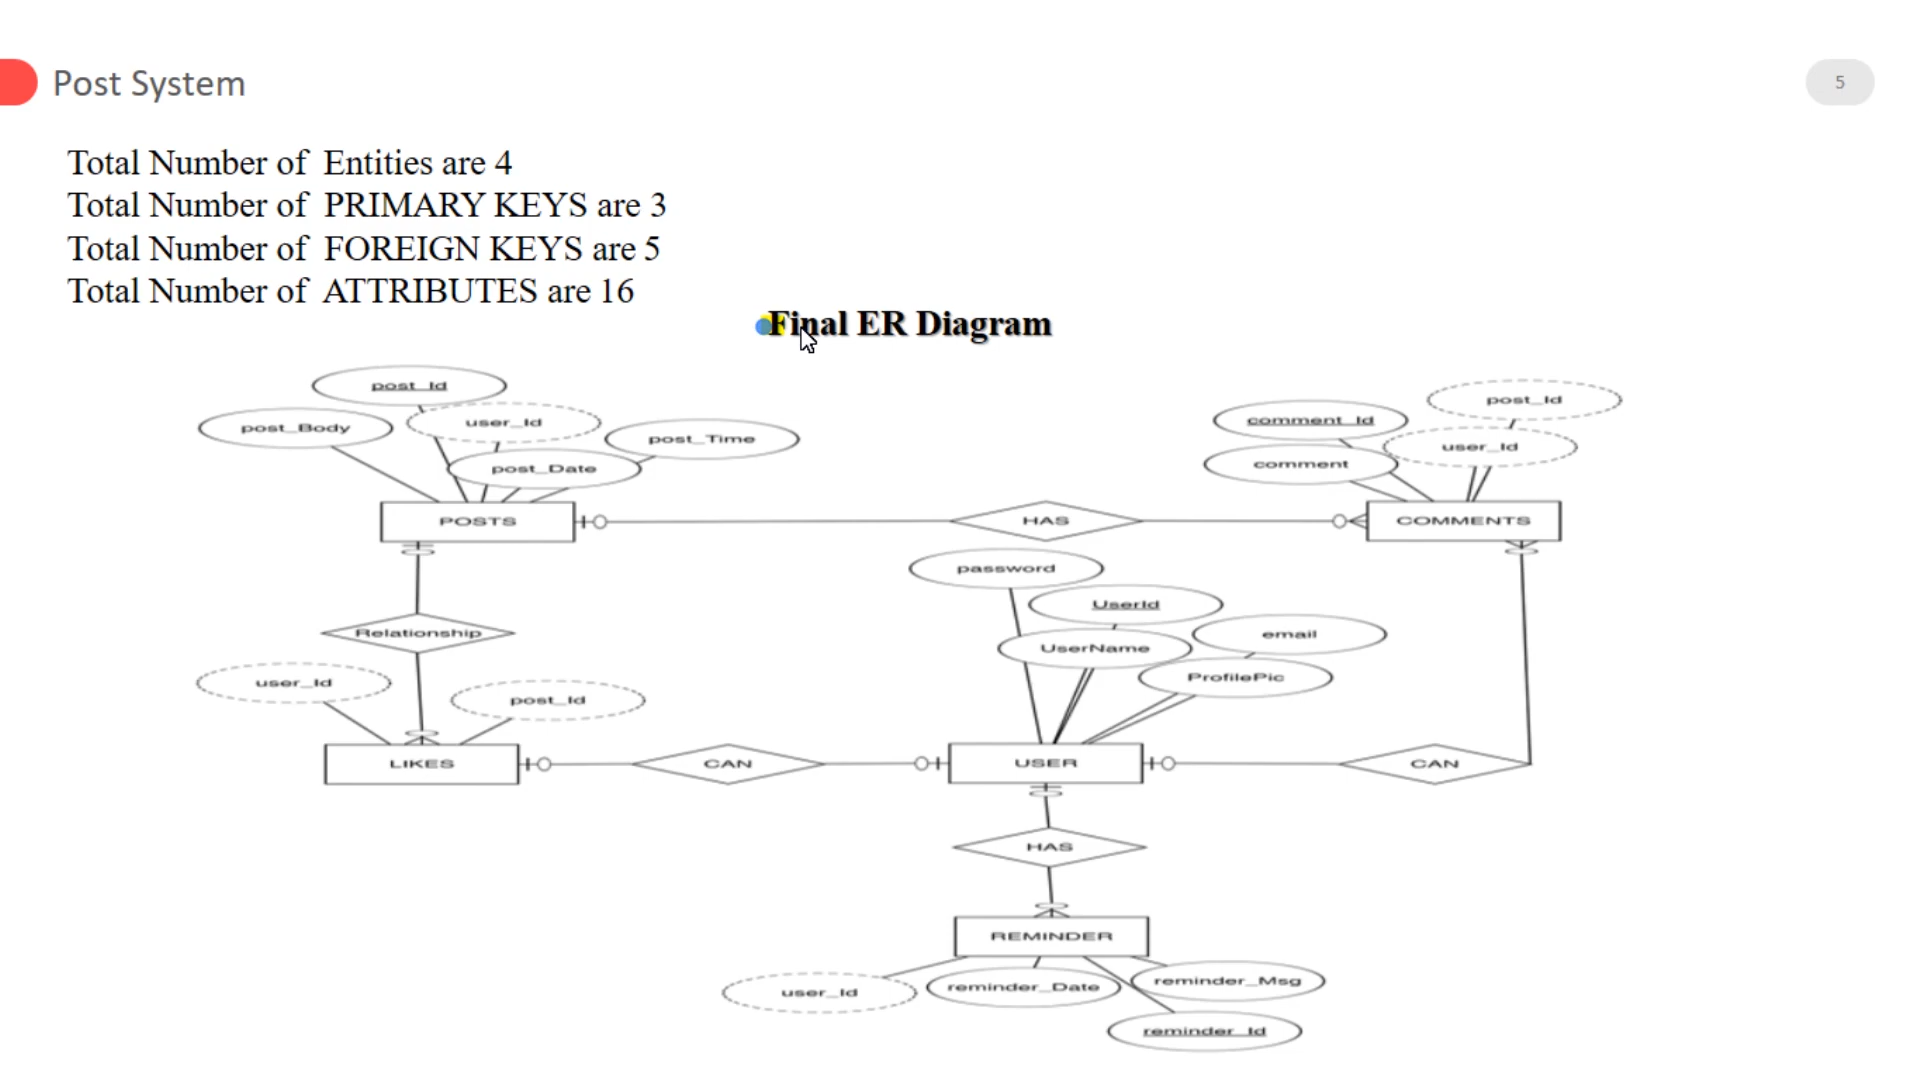 Post System
5
Total Number of Entities are 4
Total Number of PRIMARY KEYS are 3
Total Number of FOREIGN KEYS are 5
Total Number of ATTRIBUTES are 16
Final ER Diagram
post_Id
post_Body
user_Id
post_Time
post_Date
POSTS
HAS
comment_Id
post_Id
user_Id
comment
COMMENTS
password
UserId
UserName
email
ProfilePic
Relationship
user_Id
post_Id
LIKES
CAN
USER
CAN
HAS
REMINDER
user_Id
reminder_Date
reminder_Msg
reminder_Id